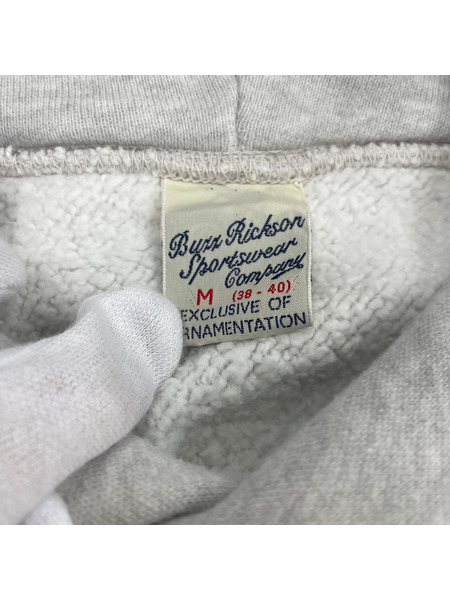 Buzz Rickson
Sportswear
Company
M (38 - 40)
EXCLUSIVE OF
RNAMENTATION